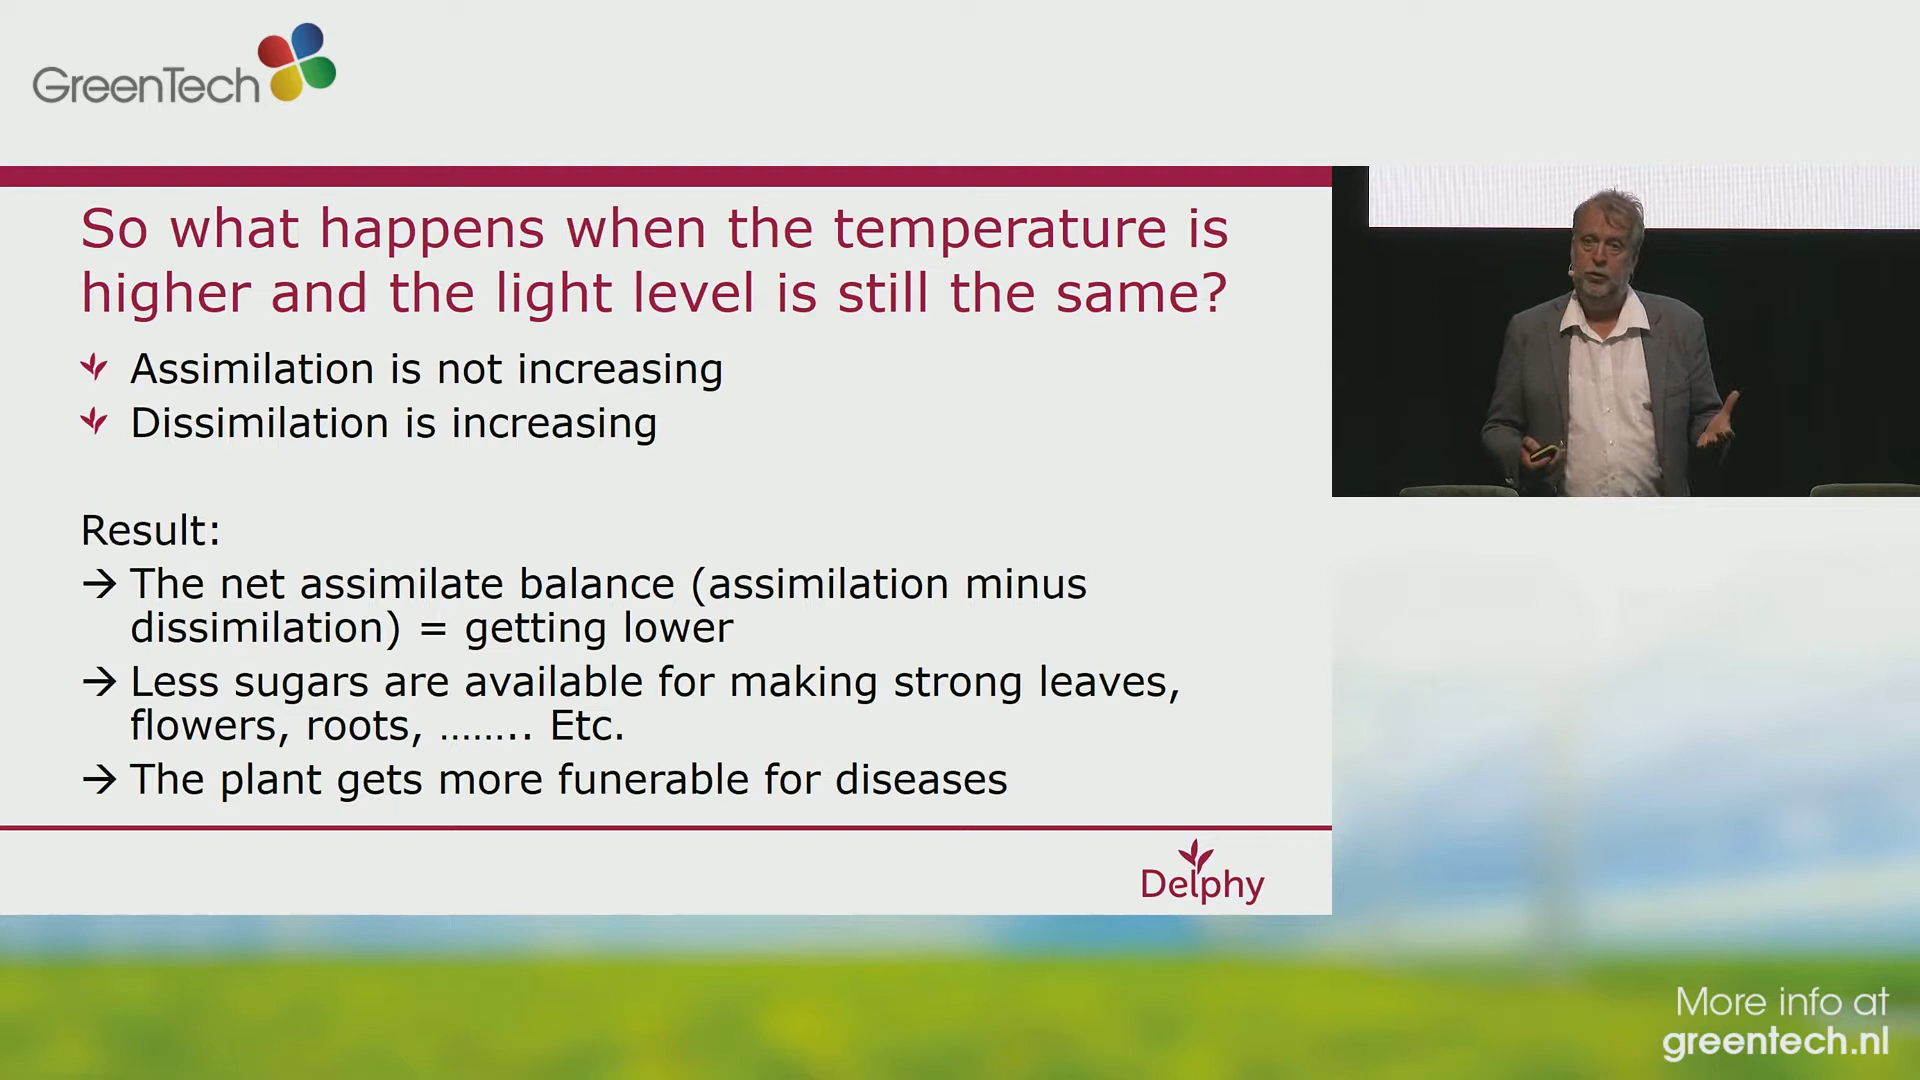 GreenTech
So what happens when the temperature is
higher and the light level is still the same?
Assimilation is not increasing
Dissimilation is increasing
Result:
→ The net assimilate balance (assimilation minus
dissimilation) = getting lower
→ Less sugars are available for making strong leaves,
flowers, roots, …….. Etc.
→ The plant gets more funerable for diseases
Delphy
More info at
greentech.nl